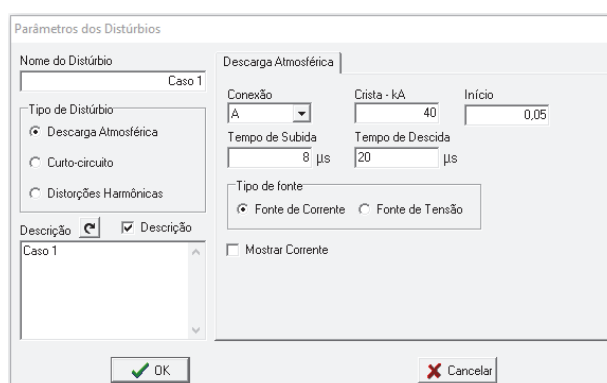 Parâmetros dos Distúrbios
Nome do Distúrbio
Caso 1
Tipo de Distúrbio
Descarga Atmosférica
Curto-circuito
Distorções Harmônicas
Descrição Descrição
Caso 1
Descarga Atmosférica
Conexão Crista - kA Início
A 40 0,05
Tempo de Subida Tempo de Descida
8 µs 20 µs
Tipo de fonte
Fonte de Corrente Fonte de Tensão
Mostrar Corrente
OK Cancelar